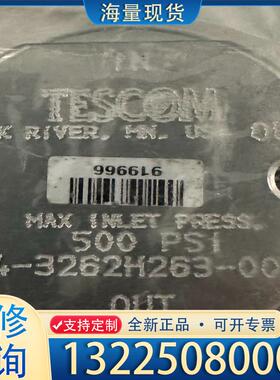 海量现货
IN
TESCOM
K RIVER, MN. US
919966
MAX INLET PRESS.
500 PSI
4-3262H263-00
OUT
修
支持定制 全新正品 可开专票
询
13225080000